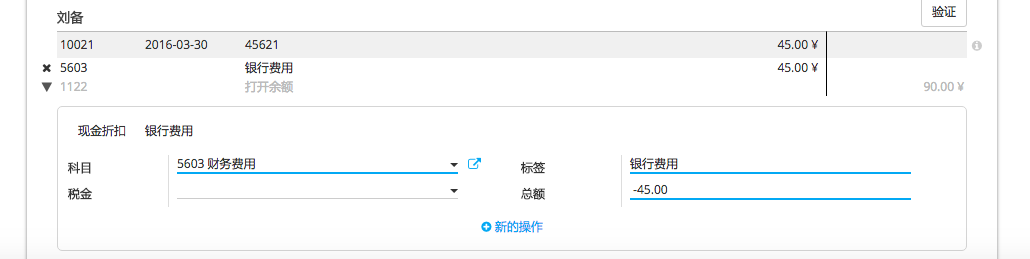 刘备
验证
10021 2016-03-30 45621 45.00 ¥
5603 银行费用 45.00 ¥
1122 打开余额 90.00 ¥
现金折扣 银行费用
科目 5603 财务费用 标签 银行费用
税金 总额 -45.00
新的操作